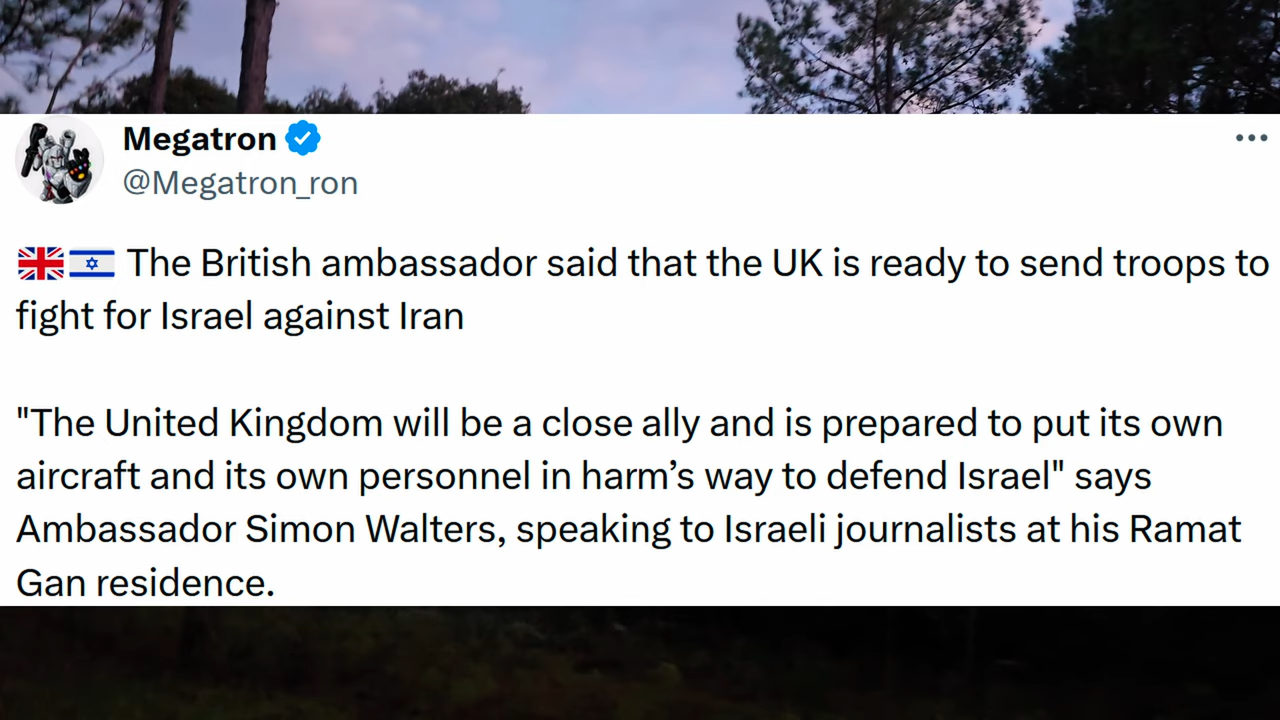 Megatron
@Megatron_ron
🇬🇧🇮🇱 The British ambassador said that the UK is ready to send troops to
fight for Israel against Iran
"The United Kingdom will be a close ally and is prepared to put its own
aircraft and its own personnel in harm’s way to defend Israel" says
Ambassador Simon Walters, speaking to Israeli journalists at his Ramat
Gan residence.